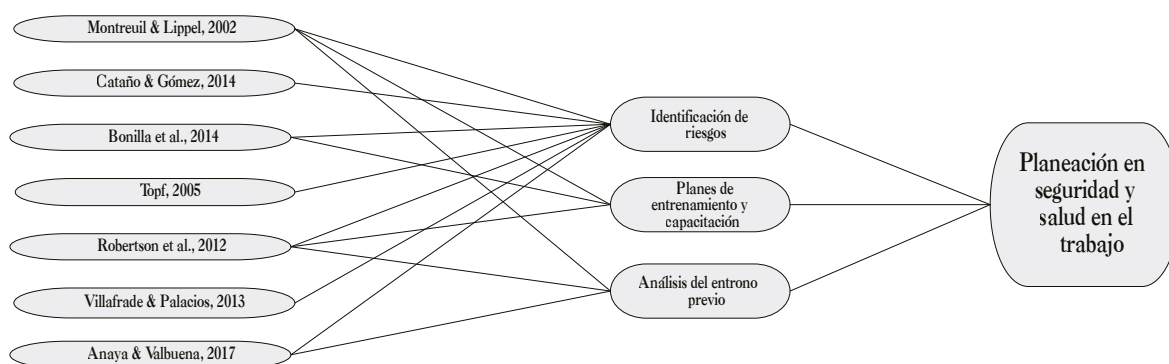 Montreuil & Lippel, 2002
Cataño & Gómez, 2014
Bonilla et al., 2014
Topf, 2005
Robertson et al., 2012
Villafrade & Palacios, 2013
Anaya & Valbuena, 2017
Identificación de
riesgos
Planes de
entrenamiento y
capacitación
Análisis del entrono
previo
Planeación en
seguridad y
salud en el
trabajo